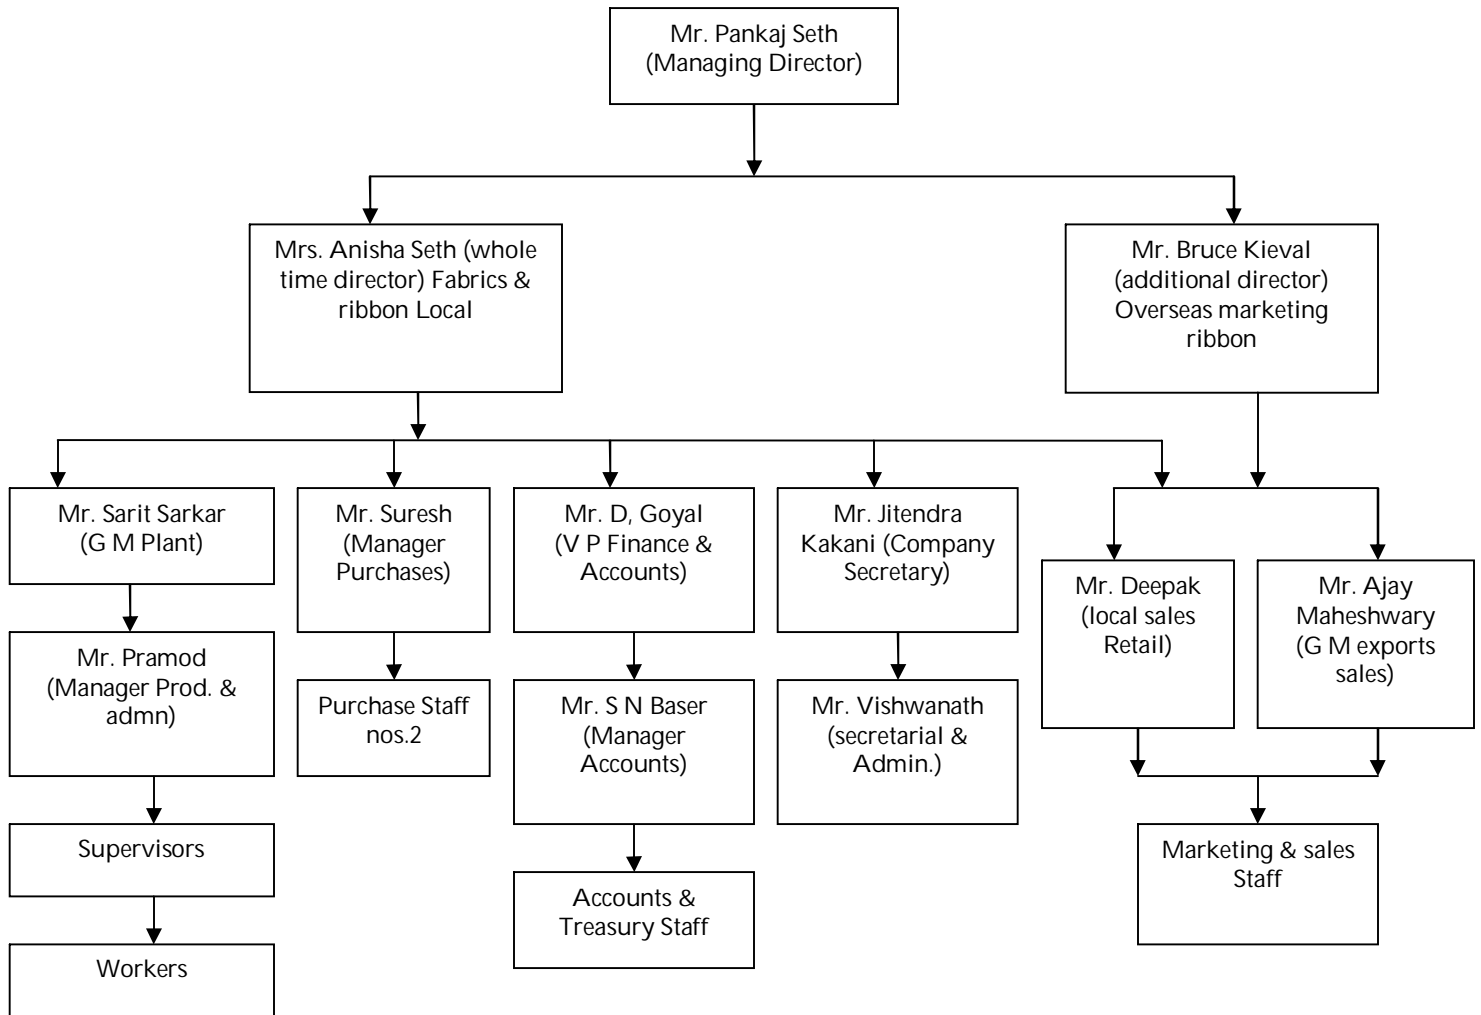 Mr. Pankaj Seth
(Managing Director)
Mrs. Anisha Seth (whole
time director) Fabrics &
ribbon Local
Mr. Bruce Kieval
(additional director)
Overseas marketing
ribbon
Mr. Sarit Sarkar
(G M Plant)
Mr. Suresh
(Manager
Purchases)
Mr. D, Goyal
(V P Finance &
Accounts)
Mr. Jitendra
Kakani (Company
Secretary)
Mr. Deepak
(local sales
Retail)
Mr. Ajay
Maheshwary
(G M exports
sales)
Mr. Pramod
(Manager Prod. &
admn)
Purchase Staff
nos.2
Mr. S N Baser
(Manager
Accounts)
Mr. Vishwanath
(secretarial &
Admin.)
Supervisors
Marketing & sales
Staff
Accounts &
Treasury Staff
Workers